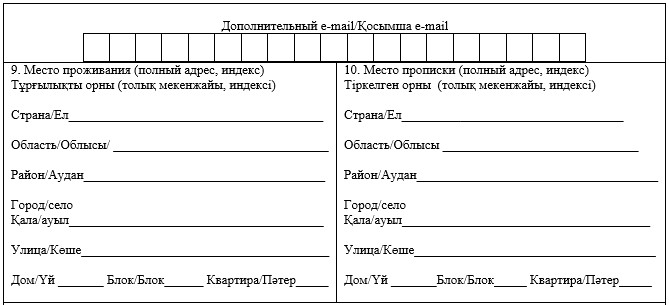 Дополнительный e-mail/Қосымша e-mail
9. Место проживания (полный адрес, индекс)
Тұрғылықты орны (толық мекенжайы, индексі)
Страна/Ел
Область/Облысы/
Район/Аудан
Город/село
Қала/ауыл
Улица/Көше
Дом/Үй Блок/Блок Квартира/Пәтер
10. Место прописки (полный адрес, индекс)
Тіркелген орны (толық мекенжайы, индексі)
Страна/Ел
Область/Облысы
Район/Аудан
Город/село
Қала/ауыл
Улица/Көше
Дом/Үй Блок/Блок Квартира/Пәтер